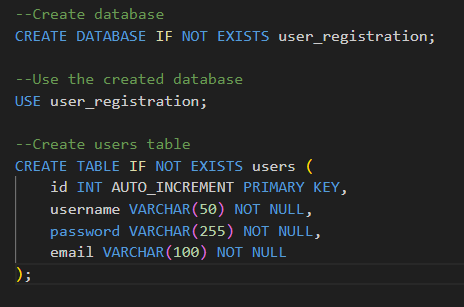 --Create database
CREATE DATABASE IF NOT EXISTS user_registration;
--Use the created database
USE user_registration;
--Create users table
CREATE TABLE IF NOT EXISTS users (
    id INT AUTO_INCREMENT PRIMARY KEY,
    username VARCHAR(50) NOT NULL,
    password VARCHAR(255) NOT NULL,
    email VARCHAR(100) NOT NULL
);